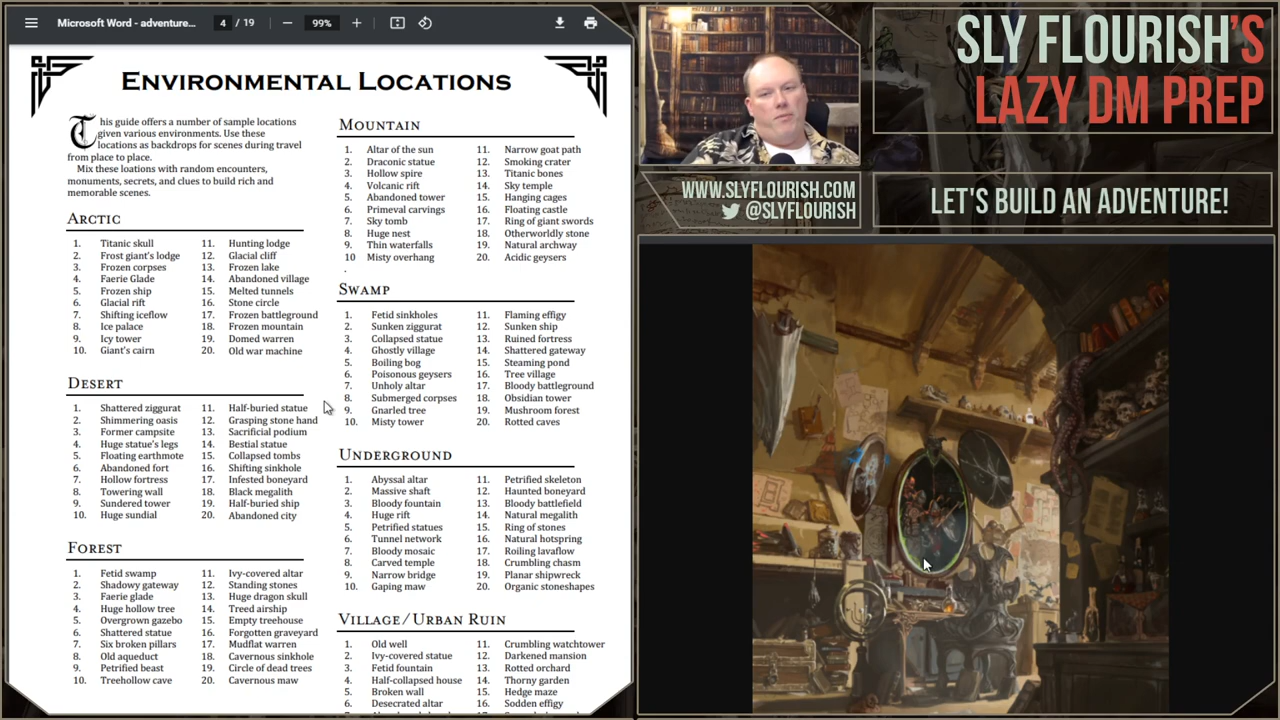 Microsoft Word - adventure...
4 / 19
99%
ENVIRONMENTAL LOCATIONS
This guide offers a number of sample locations
given various environments. Use these
locations as backdrops for scenes during travel
from place to place.
Mix these loations with random encounters,
monuments, secrets, and clues to build rich and
memorable scenes.
ARCTIC
1. Titanic skull
2. Frost giant's lodge
3. Frozen corpses
4. Faerie Glade
5. Frozen ship
6. Glacial rift
7. Shifting iceflow
8. Ice palace
9. Icy tower
10. Giant's cairn
11. Hunting lodge
12. Glacial cliff
13. Frozen lake
14. Abandoned village
15. Melted tunnels
16. Stone circle
17. Frozen battleground
18. Frozen mountain
19. Domed warren
20. Old war machine
DESERT
1. Shattered ziggurat
2. Shimmering oasis
3. Former campsite
4. Huge statue's legs
5. Floating earthmote
6. Abandoned fort
7. Hollow fortress
8. Towering wall
9. Sundered tower
10. Huge sundial
11. Half-buried statue
12. Grasping stone hand
13. Sacrificial podium
14. Bestial statue
15. Collapsed tombs
16. Shifting sinkhole
17. Infested boneyard
18. Black megalith
19. Half-buried ship
20. Abandoned city
FOREST
1. Fetid swamp
2. Shadowy gateway
3. Faerie glade
4. Huge hollow tree
5. Overgrown gazebo
6. Shattered statue
7. Six broken pillars
8. Old aqueduct
9. Petrified beast
10. Treehollow cave
11. Ivy-covered altar
12. Standing stones
13. Huge dragon skull
14. Treed airship
15. Empty treehouse
16. Forgotten graveyard
17. Mudflat warren
18. Cavernous sinkhole
19. Circle of dead trees
20. Cavernous maw
MOUNTAIN
1. Altar of the sun
2. Draconic statue
3. Hollow spire
4. Volcanic rift
5. Abandoned tower
6. Primeval carvings
7. Sky tomb
8. Huge nest
9. Thin waterfalls
10 Misty overhang
.
11. Narrow goat path
12. Smoking crater
13. Titanic bones
14. Sky temple
15. Hanging cages
16. Floating castle
17. Ring of giant swords
18. Otherworldly stone
19. Natural archway
20. Acidic geysers
SWAMP
1. Fetid sinkholes
2. Sunken ziggurat
3. Collapsed statue
4. Ghostly village
5. Boiling bog
6. Poisonous geysers
7. Unholy altar
8. Submerged corpses
9. Gnarled tree
10. Misty tower
11. Flaming effigy
12. Sunken ship
13. Ruined fortress
14. Shattered gateway
15. Steaming pond
16. Tree village
17. Bloody battleground
18. Obsidian tower
19. Mushroom forest
20. Rotted caves
UNDERGROUND
1. Abyssal altar
2. Massive shaft
3. Bloody fountain
4. Huge rift
5. Petrified statues
6. Tunnel network
7. Bloody mosaic
8. Carved temple
9. Narrow bridge
10. Gaping maw
11. Petrified skeleton
12. Haunted boneyard
13. Bloody battlefield
14. Natural megalith
15. Ring of stones
16. Natural hotspring
17. Roiling lavaflow
18. Crumbling chasm
19. Planar shipwreck
20. Organic stoneshapes
VILLAGE/URBAN RUIN
1. Old well
2. Ivy-covered statue
3. Fetid fountain
4. Half-collapsed house
5. Broken wall
6. Desecrated altar
11. Crumbling watchtower
12. Darkened mansion
13. Rotted orchard
14. Thorny garden
15. Hedge maze
16. Sodden effigy
SLY FLOURISH'S
LAZY DM PREP
WWW.SLYFLOURISH.COM
@SLYFLOURISH
LET'S BUILD AN ADVENTURE!